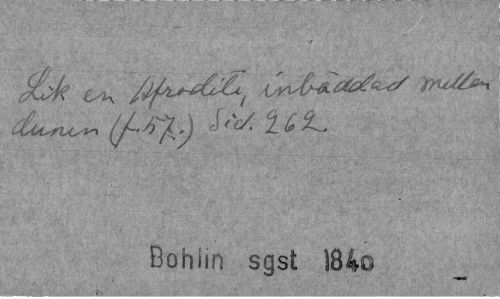 Lik en Afrodite, inbäddad mellan
dunen (f.57.) Sid. 262
Bohlin sgst 1840